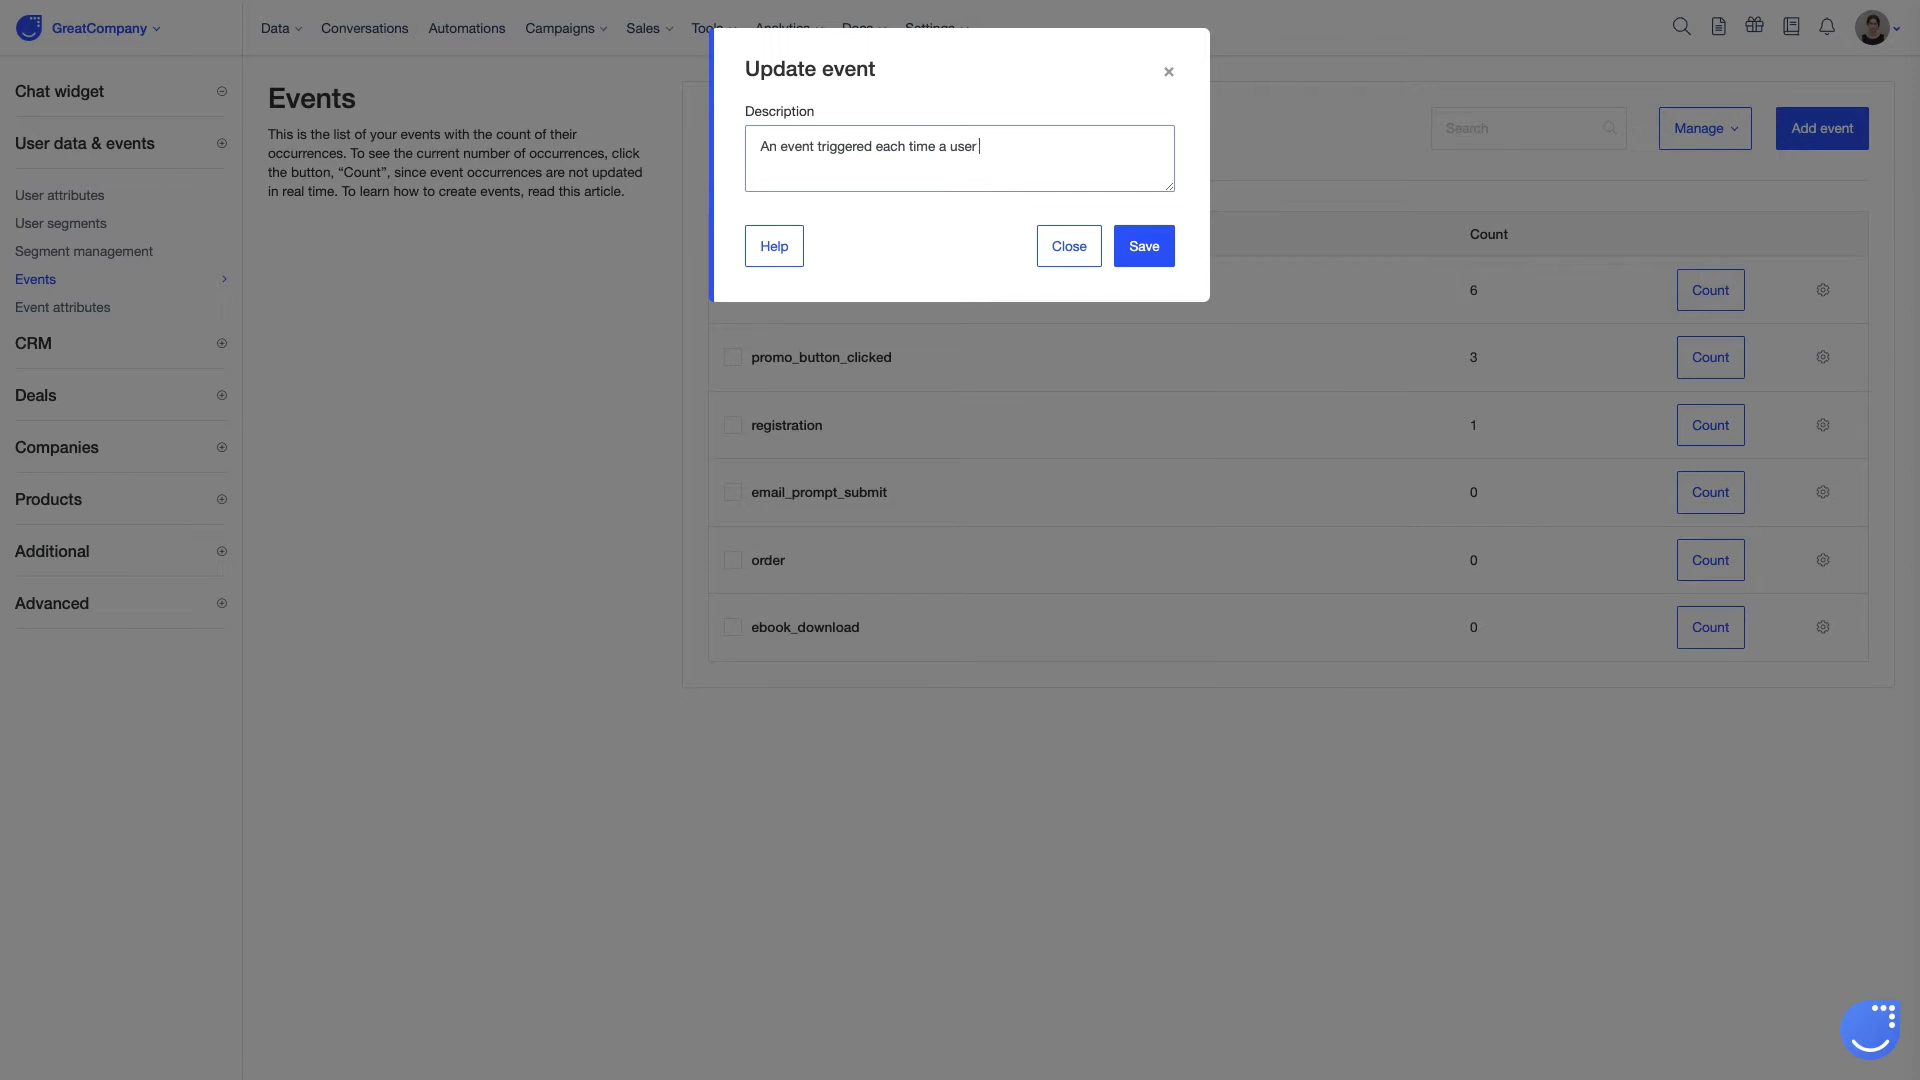 GreatCompany
Data
Conversations
Automations
Campaigns
Sales
Tools
Analytics
Docs
Settings
Chat widget
User data & events
User attributes
User segments
Segment management
Events
Event attributes
CRM
Deals
Companies
Products
Additional
Advanced
Events
This is the list of your events with the count of their
occurrences. To see the current number of occurrences, click
the button, “Count”, since event occurrences are not updated
in real time. To learn how to create events, read this article.
Update event
×
Description
An event triggered each time a user
Help
Close
Save
Search
Manage
Add event
Count
6
Count
promo_button_clicked
3
Count
registration
1
Count
email_prompt_submit
0
Count
order
0
Count
ebook_download
0
Count